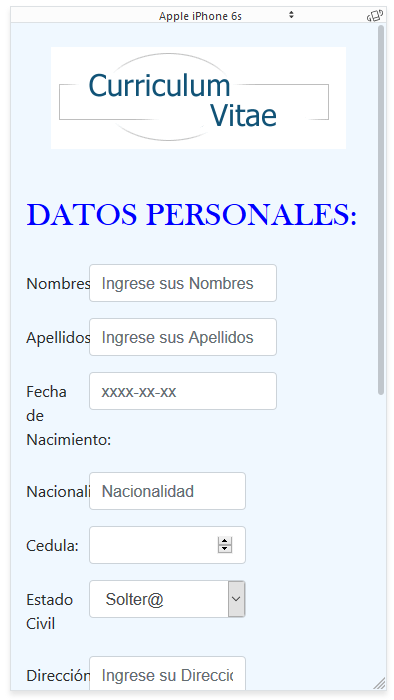 Apple iPhone 6s
Curriculum
Vitae
DATOS PERSONALES:
Nombres Ingrese sus Nombres
Apellidos Ingrese sus Apellidos
Fecha xxxx-xx-xx
de
Nacimiento:
Nacionali Nacionalidad
Cedula:
Estado Solter@
Civil
Dirección Ingrese su Direcció